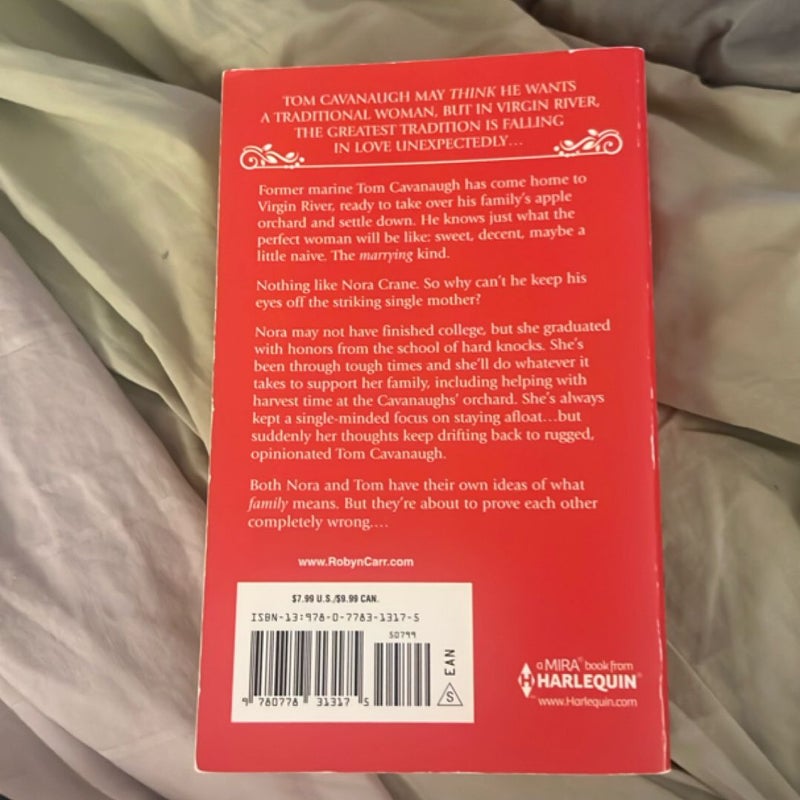 TOM CAVANAUGH MAY THINK HE WANTS
A TRADITIONAL WOMAN, BUT IN VIRGIN RIVER,
THE GREATEST TRADITION IS FALLING
IN LOVE UNEXPECTEDLY...
Former marine Tom Cavanaugh has come home to
Virgin River, ready to take over his family's apple
orchard and settle down. He knows just what the
perfect woman will be like: sweet, decent, maybe a
little naive. The marrying kind.
Nothing like Nora Crane. So why can't he keep his
eyes off the striking single mother?
Nora may not have finished college, but she graduated
with honors from the school of hard knocks. She's
been through tough times and she'll do whatever it
takes to support her family, including helping with
harvest time at the Cavanaughs' orchard. She's always
kept a single-minded focus on staying afloat...but
suddenly her thoughts keep drifting back to rugged,
opinionated Tom Cavanaugh.
Both Nora and Tom have their own ideas of what
family means. But they're about to prove each other
completely wrong....
www.RobynCarr.com
$7.99 U.S./$9.99 CAN.
ISBN-13:978-0-7783-1317-5
50799
EAN
S
9 780778 313175
a MIRA® book from
HARLEQUIN®
www.Harlequin.com